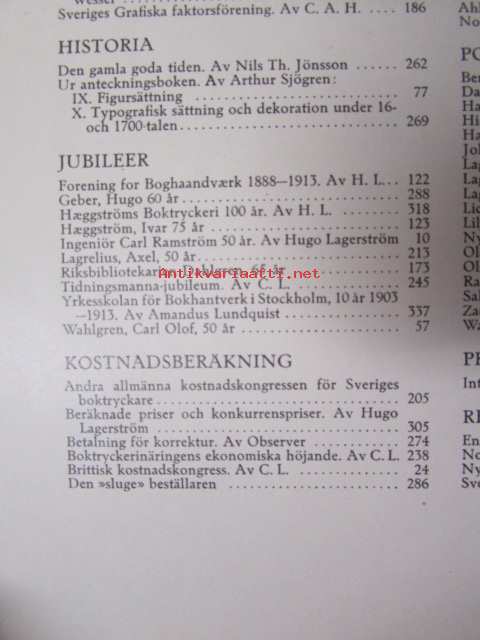 Sveriges Grafiska faktorsförening. Av C. A. H. .... 186
HISTORIA
Den gamla goda tiden. Av Nils Th. Jönsson ...... 262
Ur anteckningsboken. Av Arthur Sjögren:
IX. Figursättning .................... 77
X. Typografisk sättning och dekoration under 16-
och 1700-talen .................... 269
JUBILEER
Forening for Boghaandværk 1888—1913. Av H. L... 122
Geber, Hugo 60 år .................... 288
Hæggströms Boktryckeri 100 år. Av H. L. .......... 318
Hæggström, Ivar 75 år .................... 123
Ingeniör Carl Ramström 50 år. Av Hugo Lagerström 10
Lagrelius, Axel, 50 år .................... 213
Riksbibliotekarien Dahlgren, 65 år .......... 173
Antikvariaatti.net
Tidningsmanna-jubileum. Av C. L. .......... 245
Yrkesskolan för Bokhantverk i Stockholm, 10 år 1903
—1913. Av Amandus Lundquist .......... 337
Wahlgren, Carl Olof, 50 år .......... 57
KOSTNADSBERÄKNING
Andra allmänna kostnadskongressen för Sveriges
boktryckare .................... 205
Beräknade priser och konkurrenspriser. Av Hugo
Lagerström .................... 305
Betalning för korrektur. Av Observer .......... 274
Boktryckerinäringens ekonomiska höjande. Av C. L. 238
Brittisk kostnadskongress. Av C. L. .......... 24
Den »sluge» beställaren .................... 286